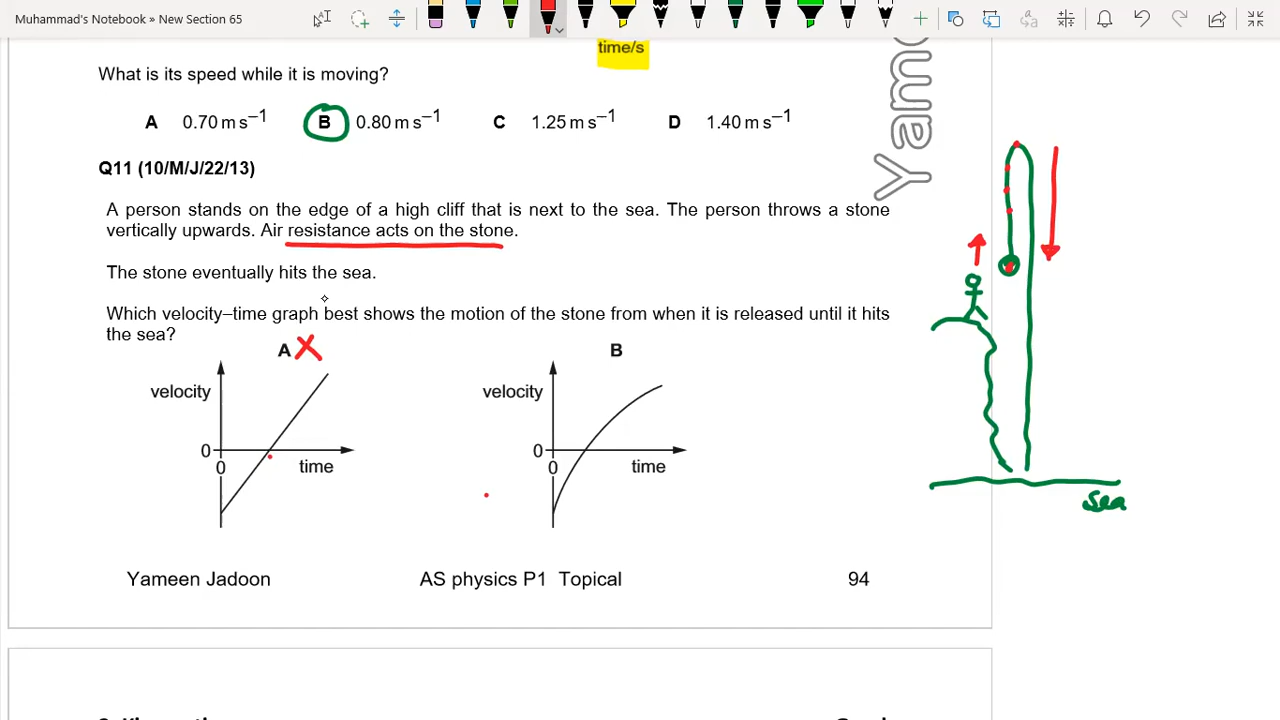 Muhammad's Notebook » New Section 65
time/s
What is its speed while it is moving?
A 0.70 m s⁻¹ B 0.80 m s⁻¹ C 1.25 m s⁻¹ D 1.40 m s⁻¹
Q11 (10/M/J/22/13)
A person stands on the edge of a high cliff that is next to the sea. The person throws a stone
vertically upwards. Air resistance acts on the stone.
The stone eventually hits the sea.
Which velocity–time graph best shows the motion of the stone from when it is released until it hits
the sea?
A
velocity
0
0
time
B
velocity
0
0
time
Sea
Yameen Jadoon AS physics P1 Topical 94